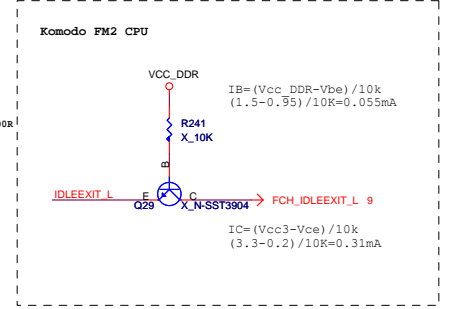 Komodo FM2 CPU
VCC_DDR
IB=(Vcc_DDR-Vbe)/10k
(1.5-0.95)/10K=0.055mA
00R
R241
X_10K
B
IDLEEXIT_L
E
C
FCH_IDLEEXIT_L 9
Q29
X_N-SST3904
IC=(Vcc3-Vce)/10k
(3.3-0.2)/10K=0.31mA